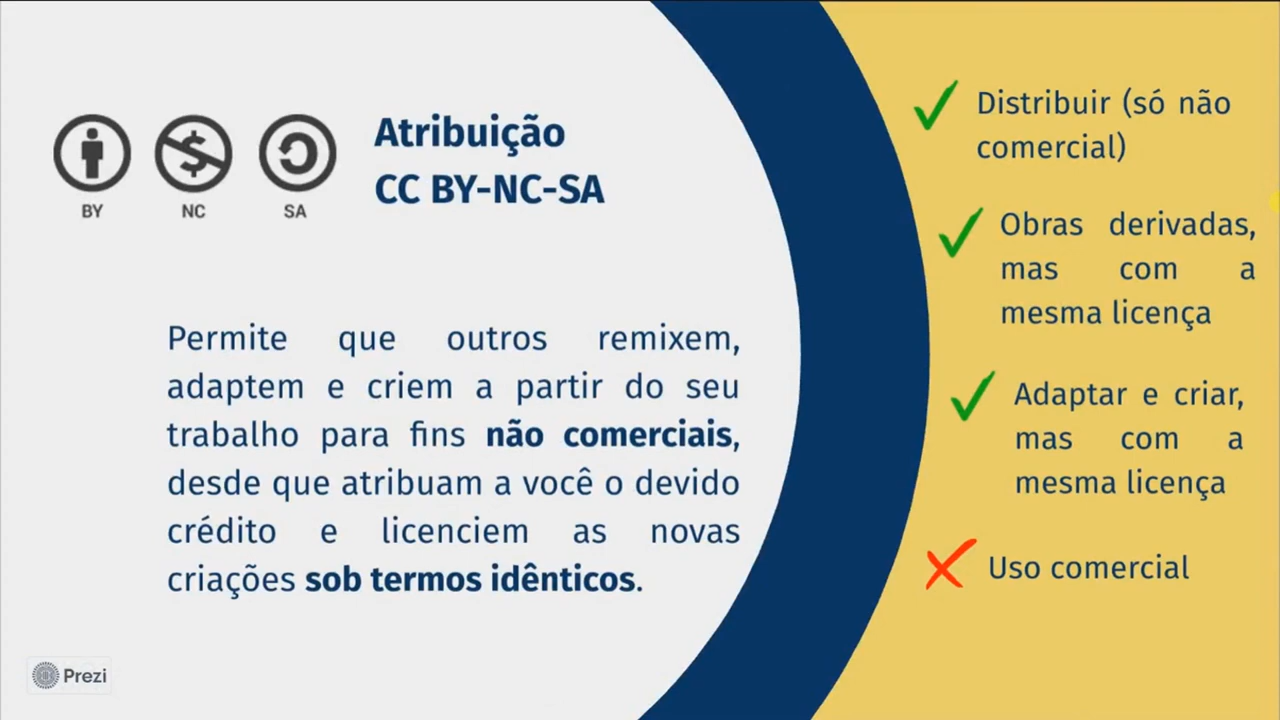 BY NC SA
Atribuição
CC BY-NC-SA
Permite que outros remixem,
adaptem e criem a partir do seu
trabalho para fins não comerciais,
desde que atribuam a você o devido
crédito e licenciem as novas
criações sob termos idênticos.
Distribuir (só não
comercial)
Obras derivadas,
mas com a
mesma licença
Adaptar e criar,
mas com a
mesma licença
Uso comercial
Prezi